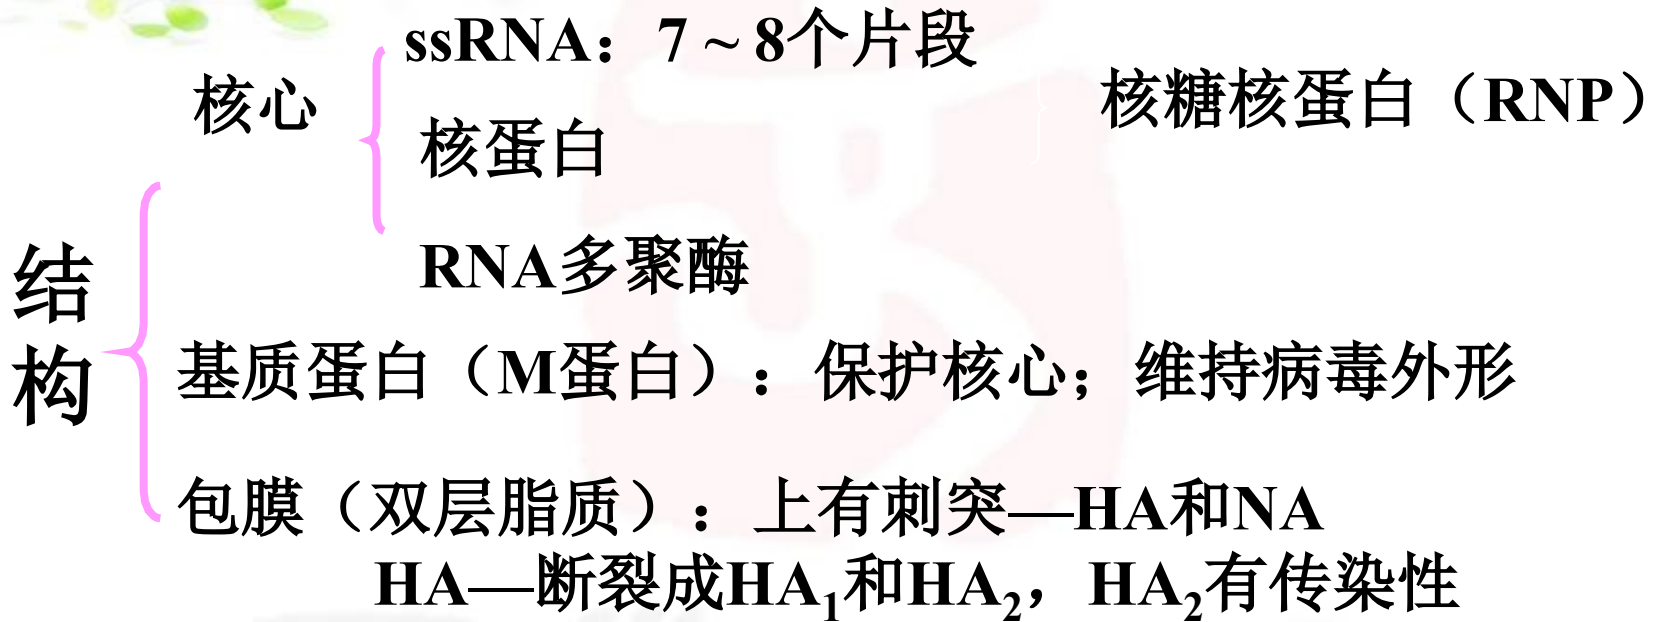 ssRNA：7 ~ 8个片段
核心
核糖核蛋白（RNP）
核蛋白
RNA多聚酶
结构
基质蛋白（M蛋白）：保护核心；维持病毒外形
包膜（双层脂质）：上有刺突—HA和NA
HA—断裂成HA₁和HA₂，HA₂有传染性